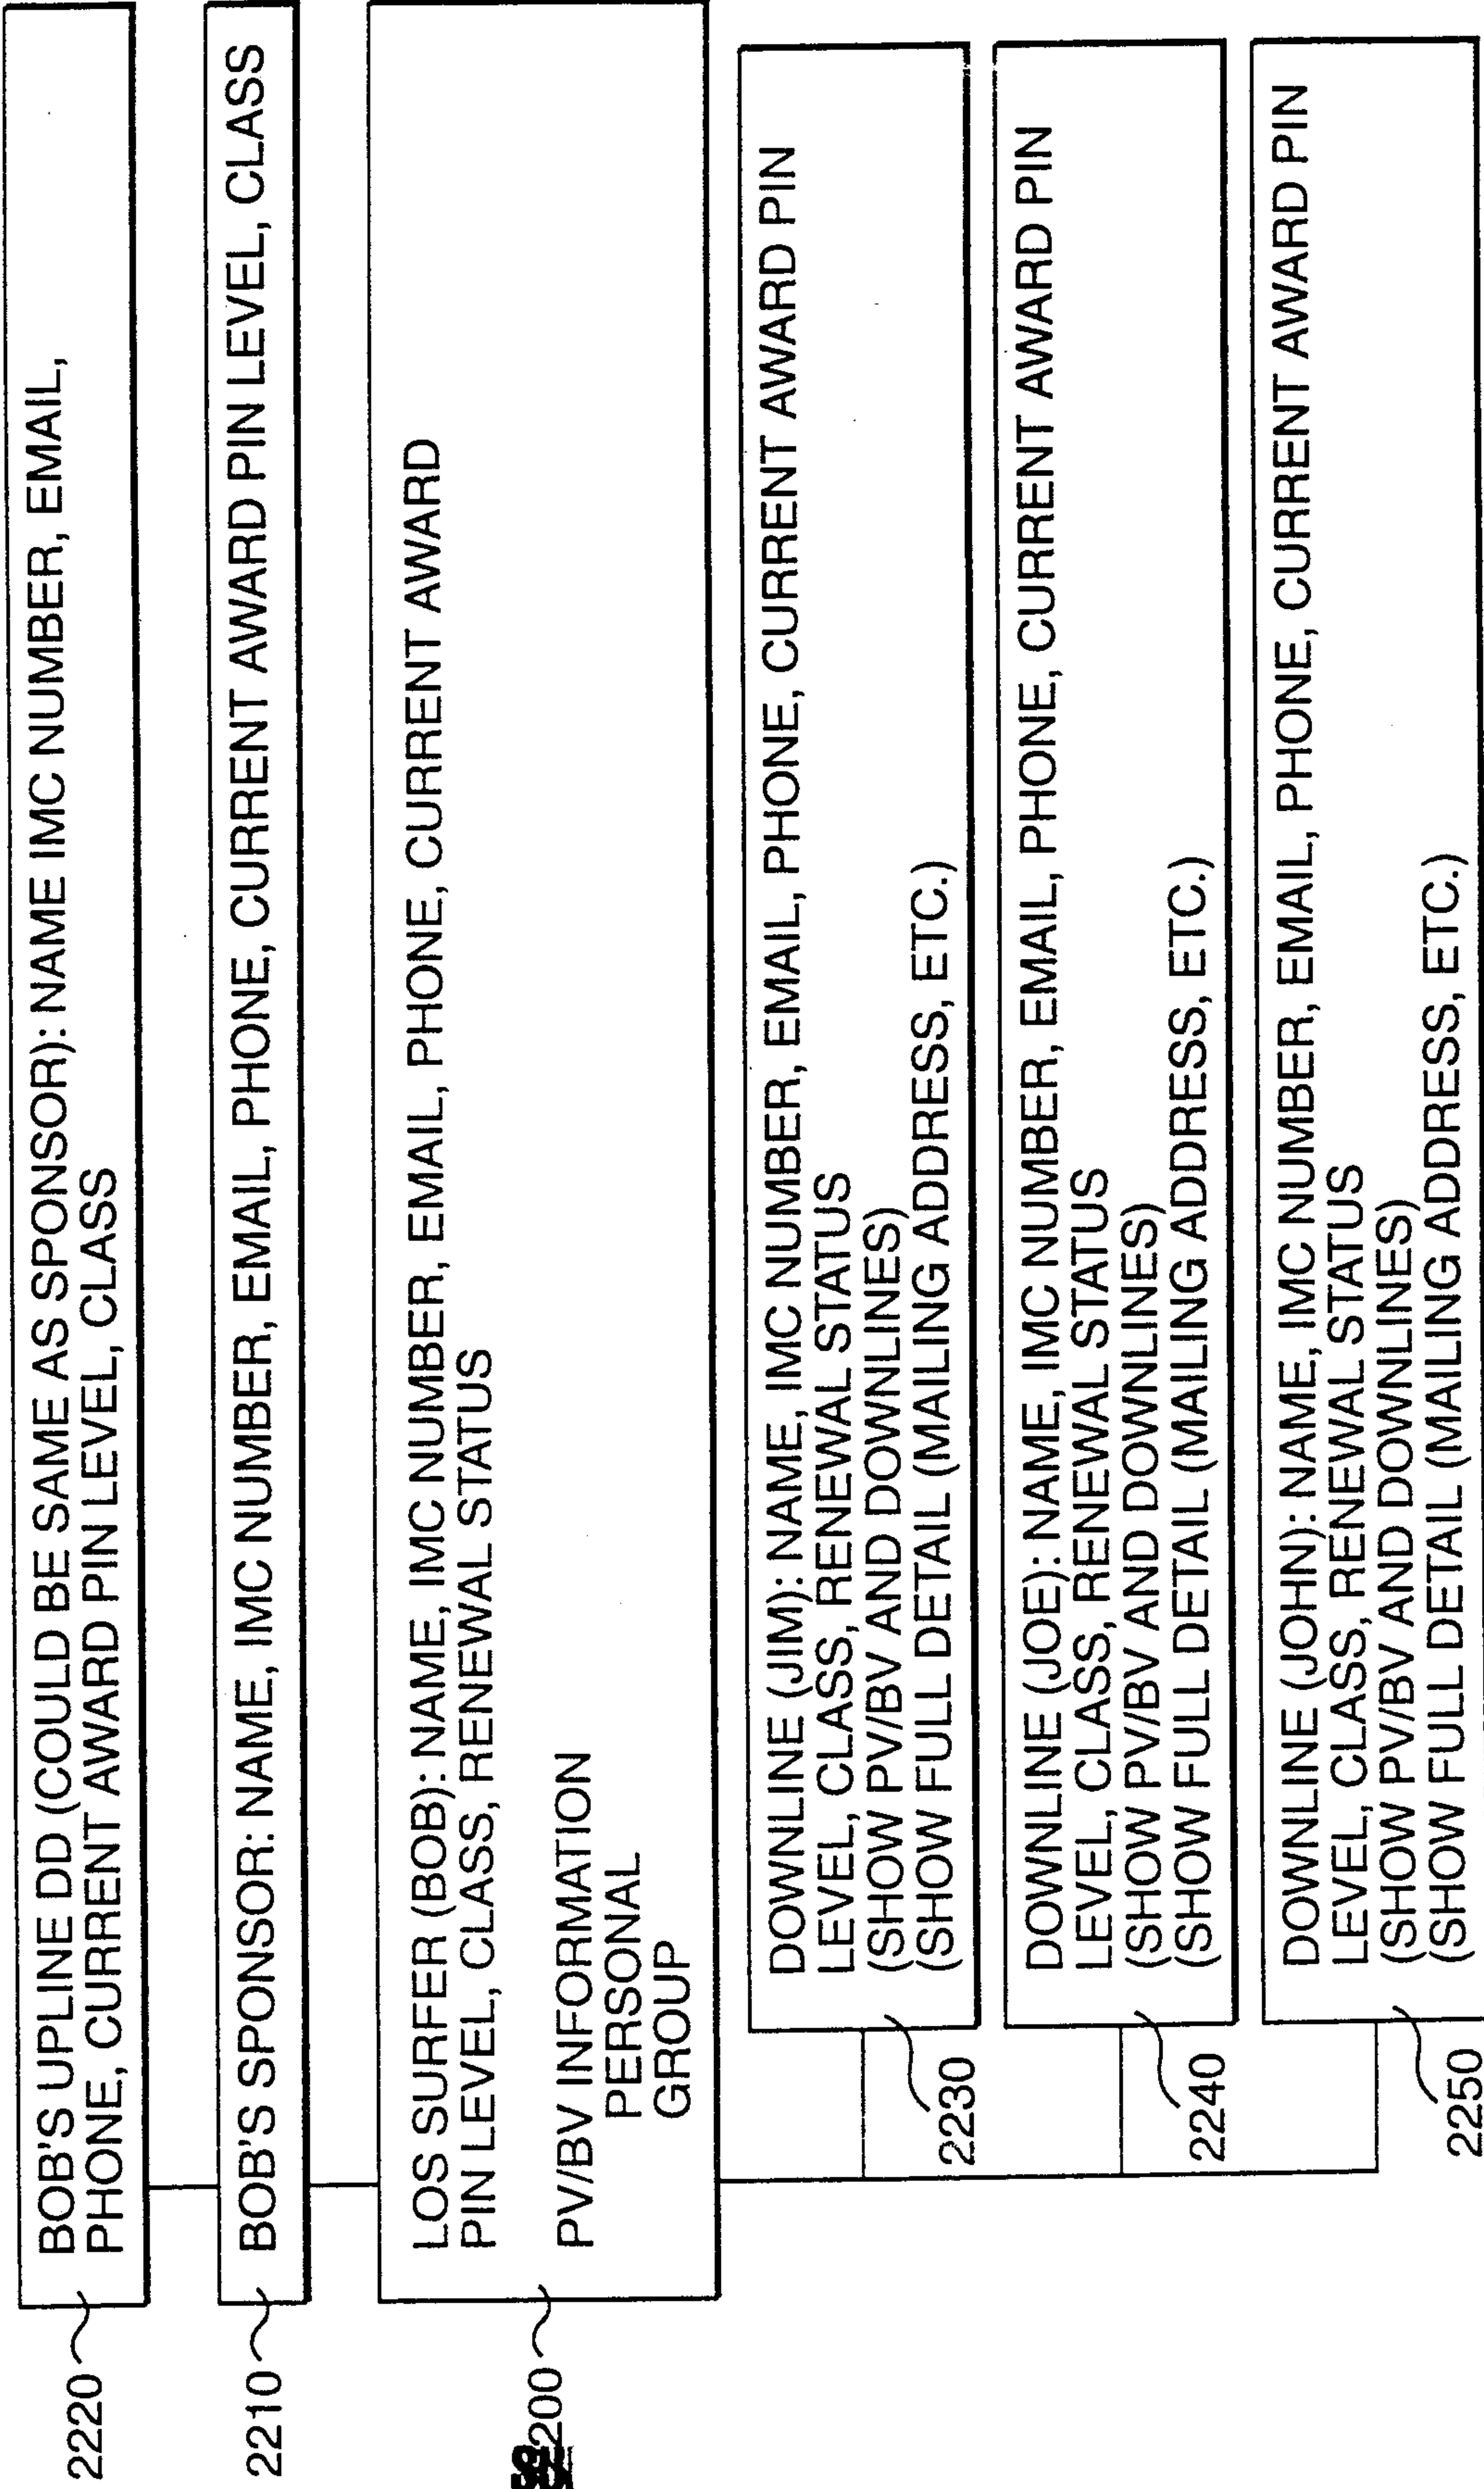 2220
BOB'S UPLINE DD (COULD BE SAME AS SPONSOR): NAME IMC NUMBER, EMAIL,
PHONE, CURRENT AWARD PIN LEVEL, CLASS
2210
BOB'S SPONSOR: NAME, IMC NUMBER, EMAIL, PHONE, CURRENT AWARD PIN LEVEL, CLASS
200
LOS SURFER (BOB): NAME, IMC NUMBER, EMAIL, PHONE, CURRENT AWARD
PIN LEVEL, CLASS, RENEWAL STATUS
PV/BV INFORMATION
PERSONAL
GROUP
2230
DOWNLINE (JIM): NAME, IMC NUMBER, EMAIL, PHONE, CURRENT AWARD PIN
LEVEL, CLASS, RENEWAL STATUS
(SHOW PV/BV AND DOWNLINES)
(SHOW FULL DETAIL (MAILING ADDRESS, ETC.)
2240
DOWNLINE (JOE): NAME, IMC NUMBER, EMAIL, PHONE, CURRENT AWARD PIN
LEVEL, CLASS, RENEWAL STATUS
(SHOW PV/BV AND DOWNLINES)
(SHOW FULL DETAIL (MAILING ADDRESS, ETC.)
2250
DOWNLINE (JOHN): NAME, IMC NUMBER, EMAIL, PHONE, CURRENT AWARD PIN
LEVEL, CLASS, RENEWAL STATUS
(SHOW PV/BV AND DOWNLINES)
(SHOW FULL DETAIL (MAILING ADDRESS, ETC.)